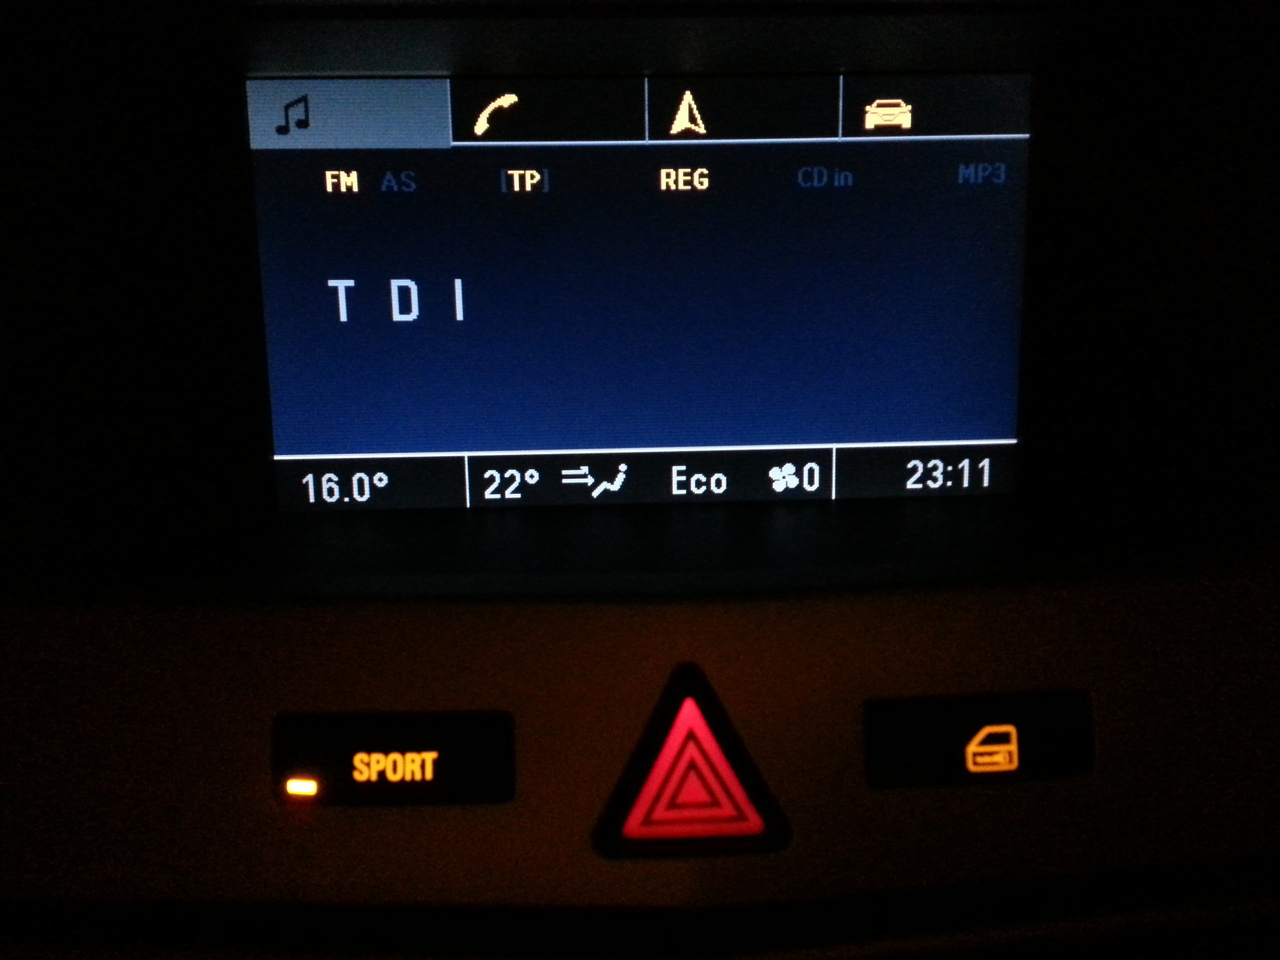 FM AS [TP] REG CD in MP3
T D I
16.0° 22° Eco 0 23:11
SPORT